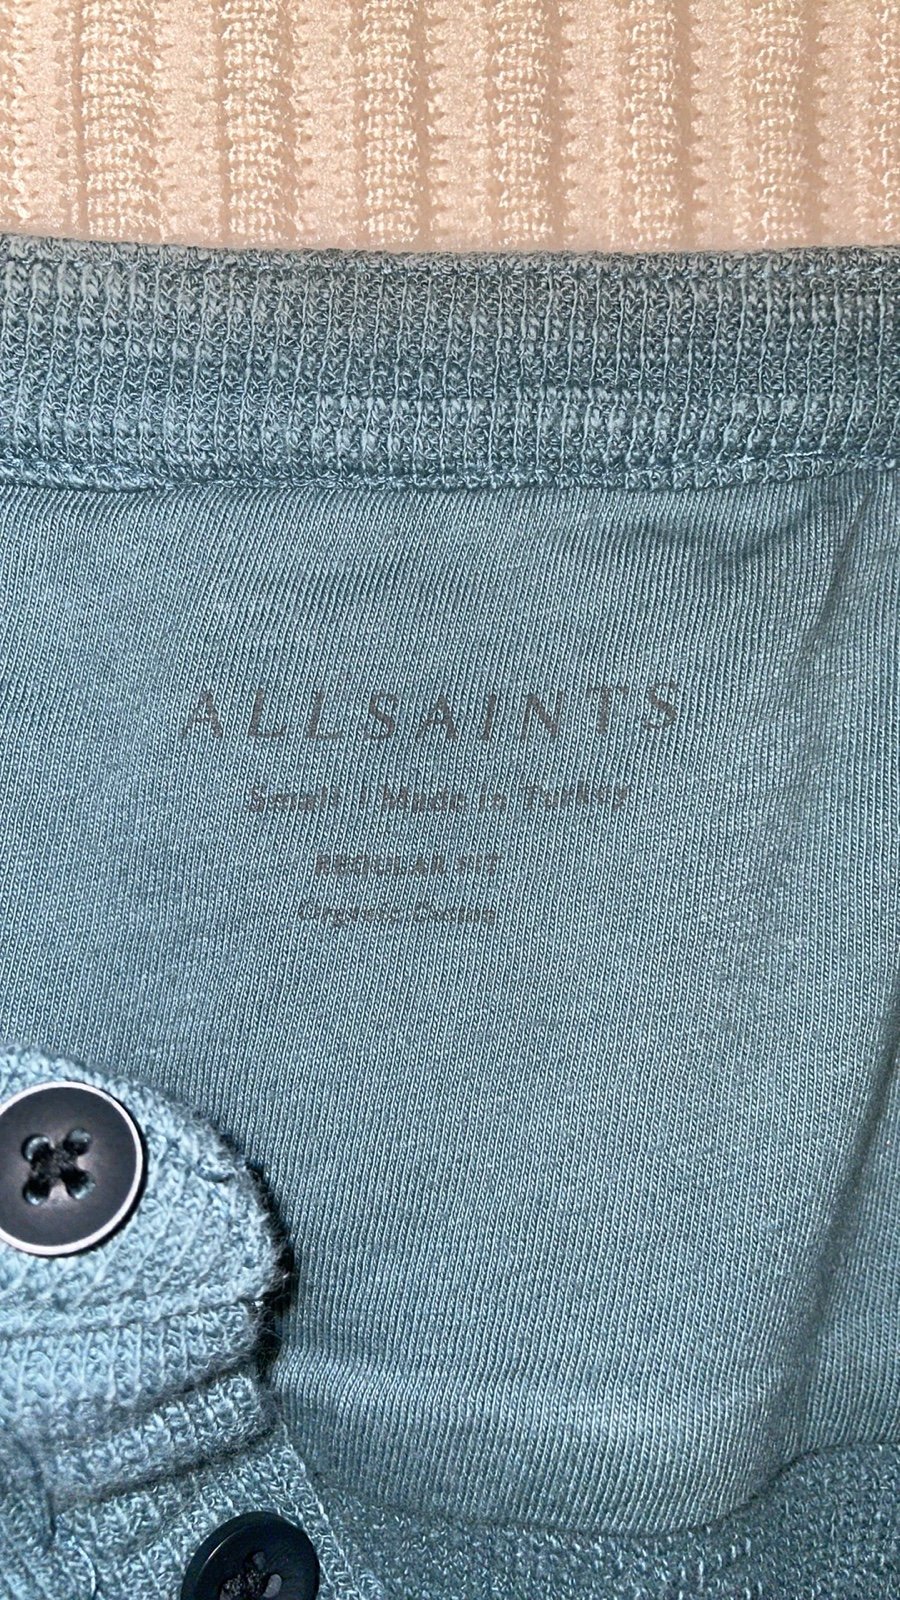 ALLSAINTS
Small | Made in Turkey
REGULAR FIT
Organic Cotton